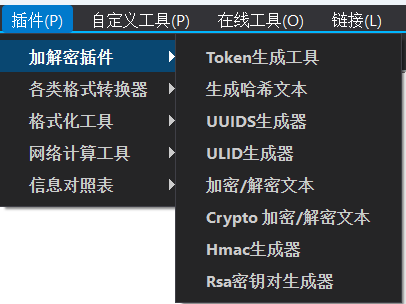 插件(P) 自定义工具(P) 在线工具(O) 链接(L)
加解密插件
各类格式转换器
格式化工具
网络计算工具
信息对照表
Token生成工具
生成哈希文本
UUIDS生成器
ULID生成器
加密/解密文本
Crypto 加密/解密文本
Hmac生成器
Rsa密钥对生成器